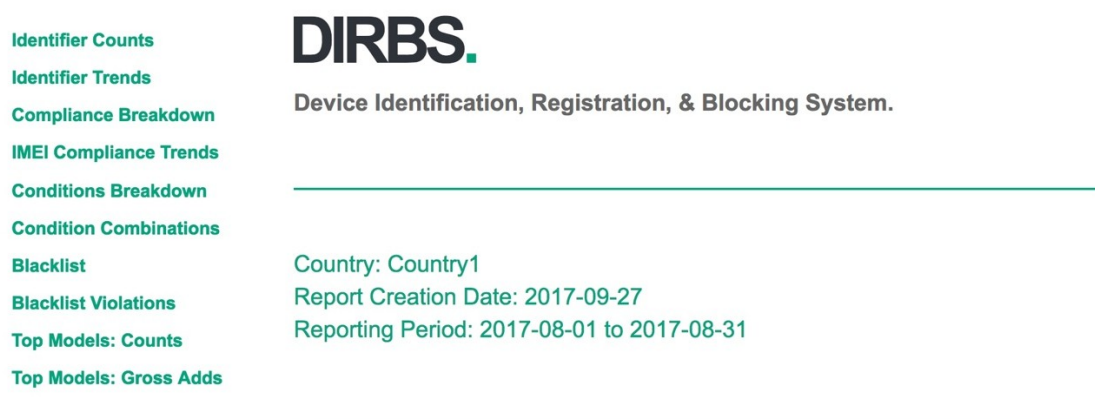 Identifier Counts
Identifier Trends
Compliance Breakdown
IMEI Compliance Trends
Conditions Breakdown
Condition Combinations
Blacklist
Blacklist Violations
Top Models: Counts
Top Models: Gross Adds
DIRBS.
Device Identification, Registration, & Blocking System.
Country: Country1
Report Creation Date: 2017-09-27
Reporting Period: 2017-08-01 to 2017-08-31